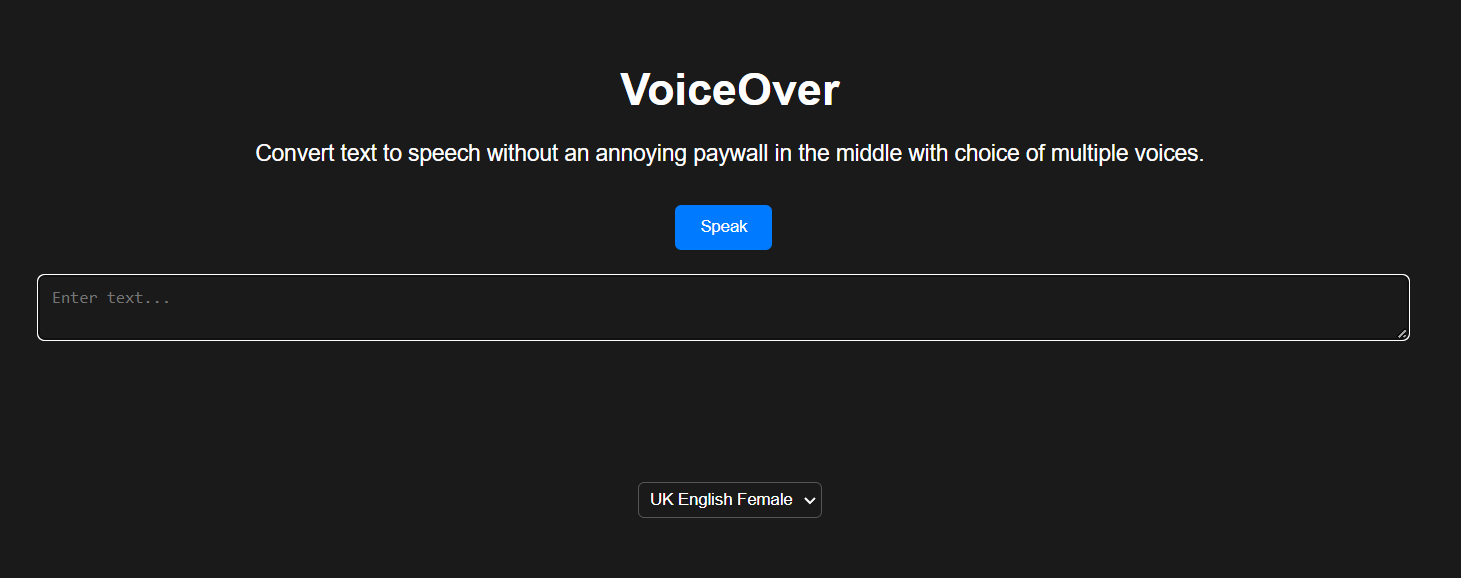 VoiceOver
Convert text to speech without an annoying paywall in the middle with choice of multiple voices.
Speak
Enter text...
UK English Female